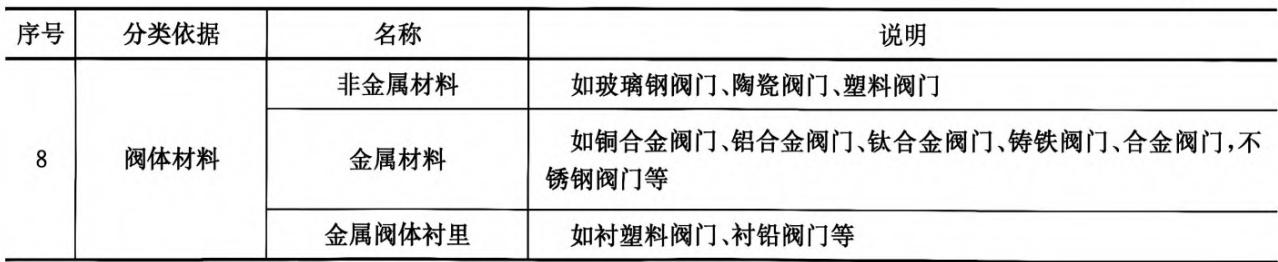 序号 分类依据 名称 说明
非金属材料 如玻璃钢阀门、陶瓷阀门、塑料阀门
8 阀体材料 金属材料 如铜合金阀门、铝合金阀门、钛合金阀门、铸铁阀门、合金阀门,不
锈钢阀门等
金属阀体衬里 如衬塑料阀门、衬铅阀门等